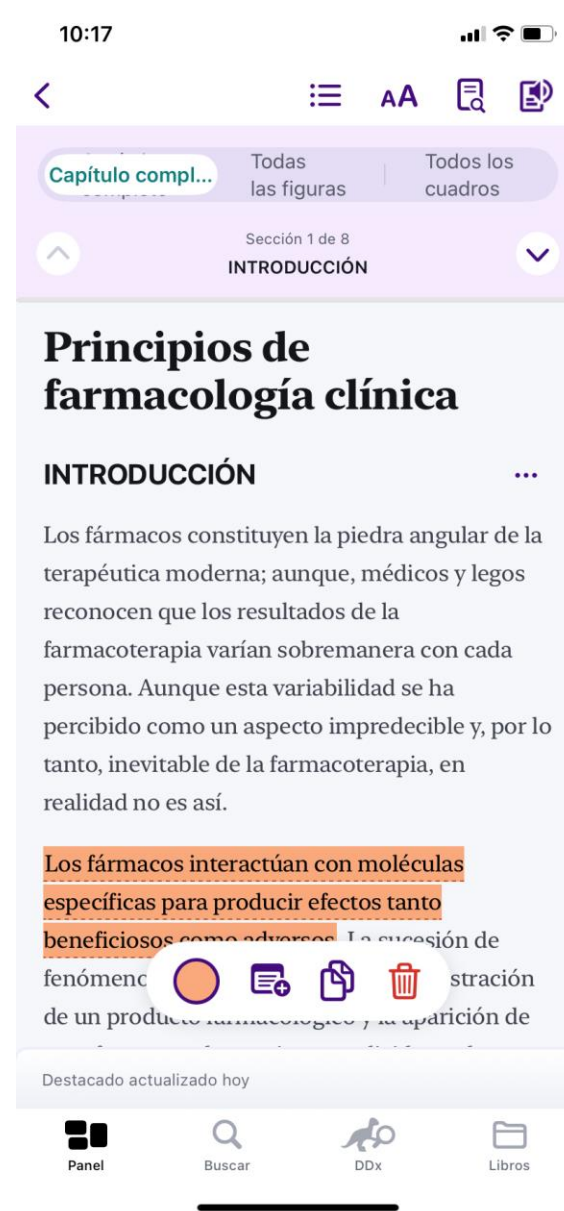 10:17
AA
Capítulo compl...
Todas
las figuras
Todos los
cuadros
Sección 1 de 8
INTRODUCCIÓN
Principios de
farmacología clínica
INTRODUCCIÓN
Los fármacos constituyen la piedra angular de la
terapéutica moderna; aunque, médicos y legos
reconocen que los resultados de la
farmacoterapia varían sobremanera con cada
persona. Aunque esta variabilidad se ha
percibido como un aspecto impredecible y, por lo
tanto, inevitable de la farmacoterapia, en
realidad no es así.
Los fármacos interactúan con moléculas
específicas para producir efectos tanto
beneficiosos como adversos. La sucesión de
de un producto farmacológico y la aparición de
Destacado actualizado hoy
Panel
Buscar
DDx
Libros